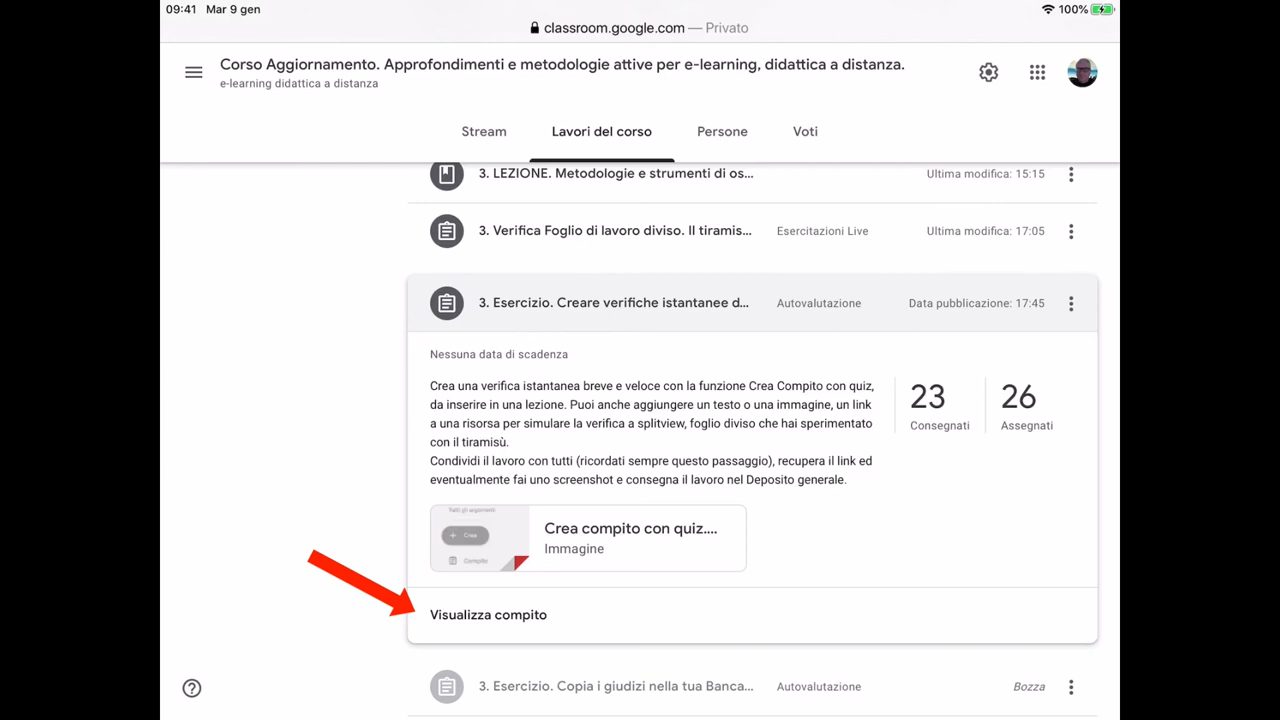 09:41 Mar 9 gen
100%
classroom.google.com — Privato
Corso Aggiornamento. Approfondimenti e metodologie attive per e-learning, didattica a distanza.
e-learning didattica a distanza
Stream Lavori del corso Persone Voti
3. LEZIONE. Metodologie e strumenti di os... Ultima modifica: 15:15
3. Verifica Foglio di lavoro diviso. Il tiramis... Esercitazioni Live Ultima modifica: 17:05
3. Esercizio. Creare verifiche istantanee d... Autovalutazione Data pubblicazione: 17:45
Nessuna data di scadenza
Crea una verifica istantanea breve e veloce con la funzione Crea Compito con quiz,
da inserire in una lezione. Puoi anche aggiungere un testo o una immagine, un link
a una risorsa per simulare la verifica a splitview, foglio diviso che hai sperimentato
con il tiramisù.
Condividi il lavoro con tutti (ricordati sempre questo passaggio), recupera il link ed
eventualmente fai uno screenshot e consegna il lavoro nel Deposito generale.
23 26
Consegnati Assegnati
Tutti gli argomenti
+ Crea
Compito
Crea compito con quiz....
Immagine
Visualizza compito
3. Esercizio. Copia i giudizi nella tua Banca... Autovalutazione Bozza